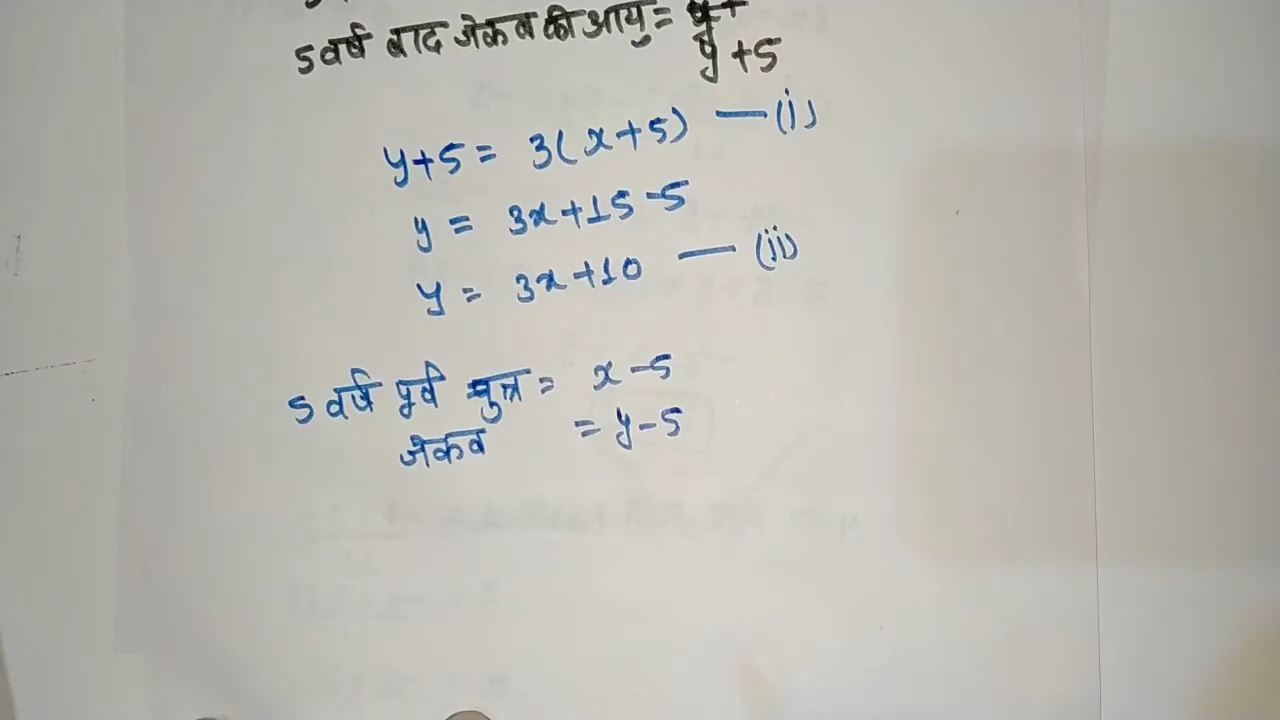 5 वर्ष बाद जेकब की आयु =
y + 5
y + 5 = 3(x + 5) — (i)
y = 3x + 15 - 5
y = 3x + 10 — (ii)
5 वर्ष पूर्व पुत्र = x - 5
जेकब = y - 5